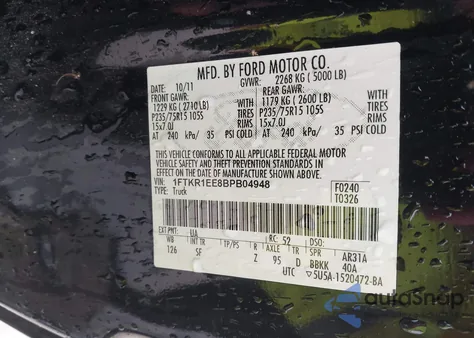 MFD. BY FORD MOTOR CO.
DATE: 10/11 GVWR: 2268 KG (5000 LB)
FRONT GAWR: REAR GAWR:
1229 KG (2710 LB) 1179 KG (2600 LB) WITH
P235/75R15 105S P235/75R15 105S TIRES
15x7.0J 15x7.0J RIMS
AT 240 kPa/ 35 PSI COLD AT 240 kPa/ 35 PSI COLD
THIS VEHICLE CONFORMS TO ALL APPLICABLE FEDERAL MOTOR
VEHICLE SAFETY AND THEFT PREVENTION STANDARDS IN
EFFECT ON THE DATE OF MANUFACTURE SHOWN ABOVE.
VIN: 1FTKR1EE8BPB04948 F0240
TYPE: Truck T0326
EXT PNT: UA RC: 52 DSO:
WB INT TR TP/PS R AXLE TR SPR
126 SF Z 95 D BBKK AR31A
40A
UTC 5U5A-1520472-BA
autoSnap